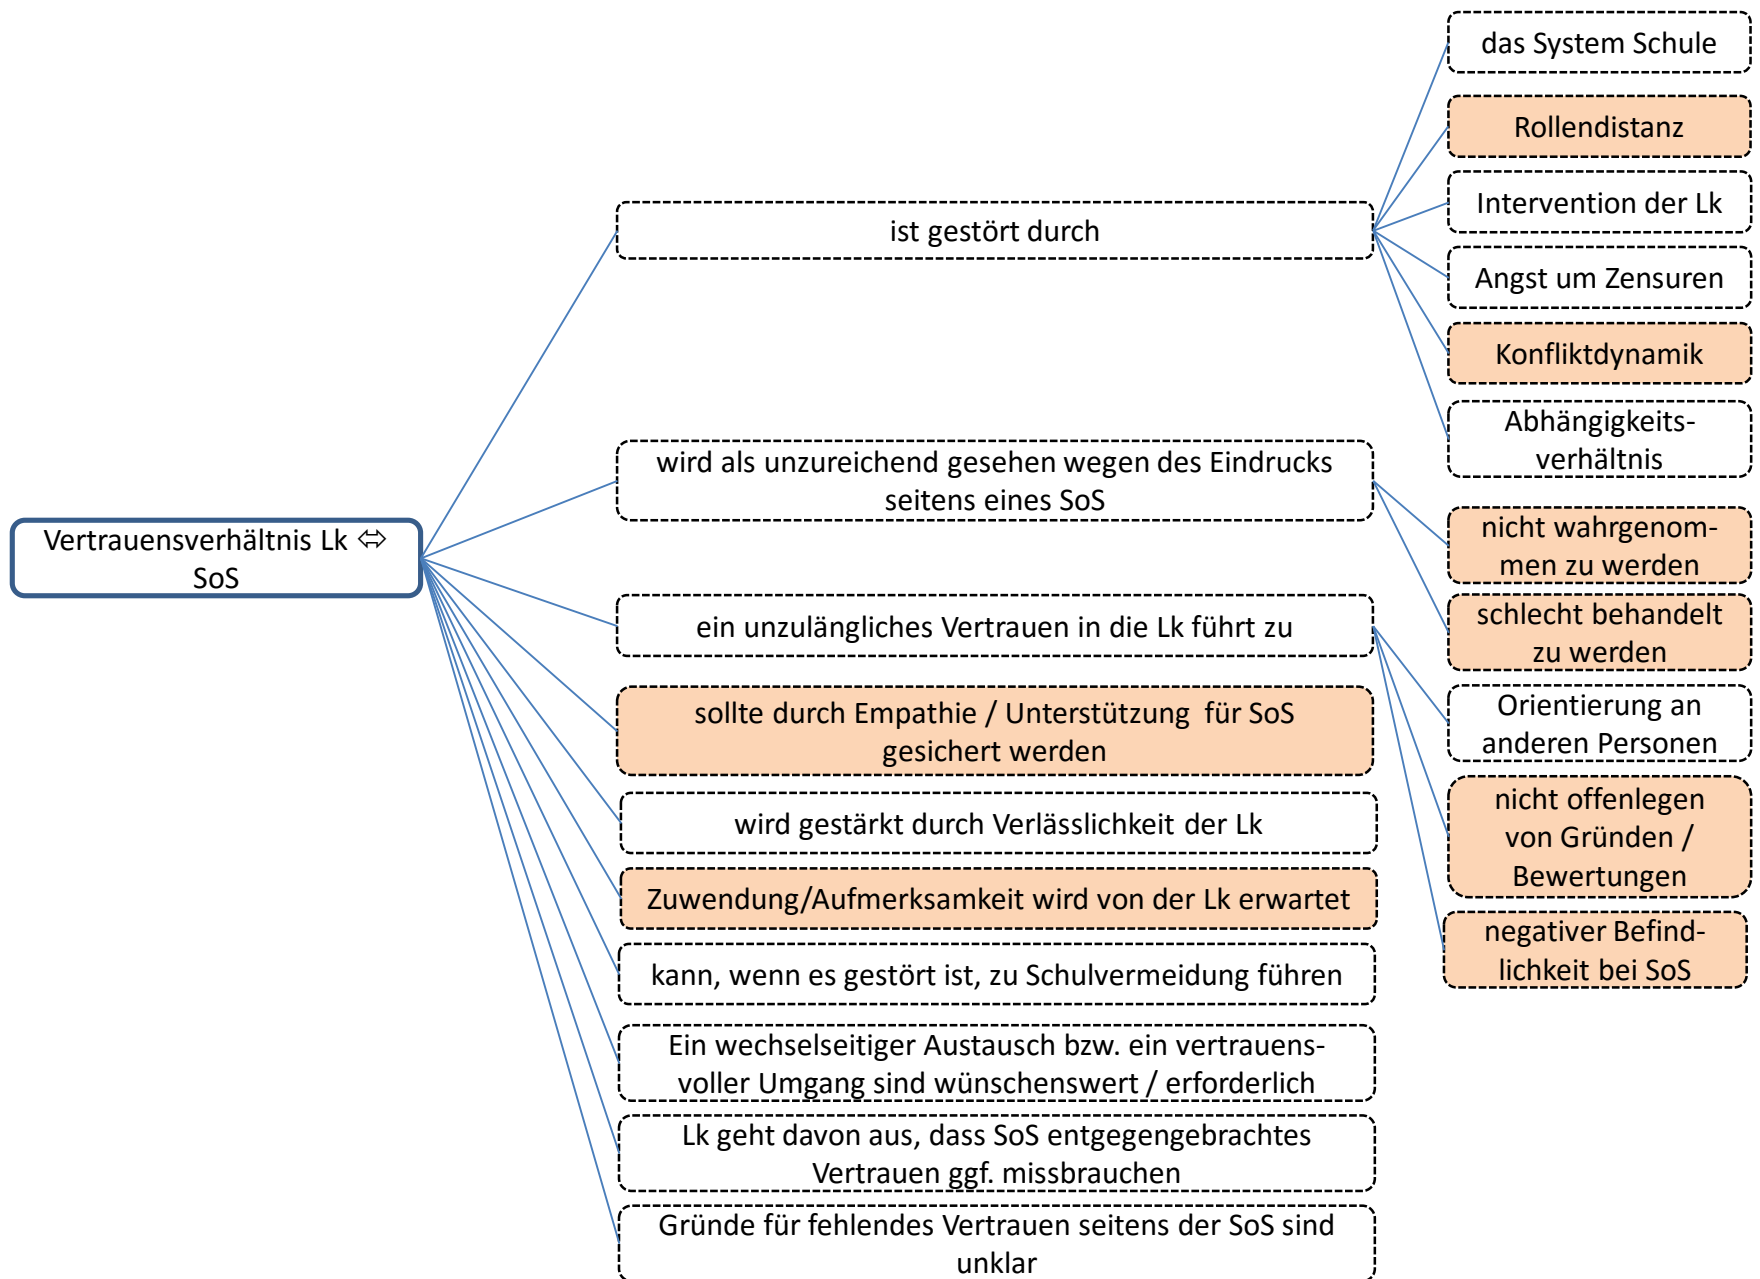 Vertrauensverhältnis Lk ⇔
SoS
ist gestört durch
das System Schule
Rollendistanz
Intervention der Lk
Angst um Zensuren
Konfliktdynamik
Abhängigkeits-
verhältnis
wird als unzureichend gesehen wegen des Eindrucks
seitens eines SoS
nicht wahrgenom-
men zu werden
schlecht behandelt
zu werden
ein unzulängliches Vertrauen in die Lk führt zu
Orientierung an
anderen Personen
nicht offenlegen
von Gründen /
Bewertungen
negativer Befind-
lichkeit bei SoS
sollte durch Empathie / Unterstützung für SoS
gesichert werden
wird gestärkt durch Verlässlichkeit der Lk
Zuwendung/Aufmerksamkeit wird von der Lk erwartet
kann, wenn es gestört ist, zu Schulvermeidung führen
Ein wechselseitiger Austausch bzw. ein vertrauens-
voller Umgang sind wünschenswert / erforderlich
Lk geht davon aus, dass SoS entgegengebrachtes
Vertrauen ggf. missbrauchen
Gründe für fehlendes Vertrauen seitens der SoS sind
unklar